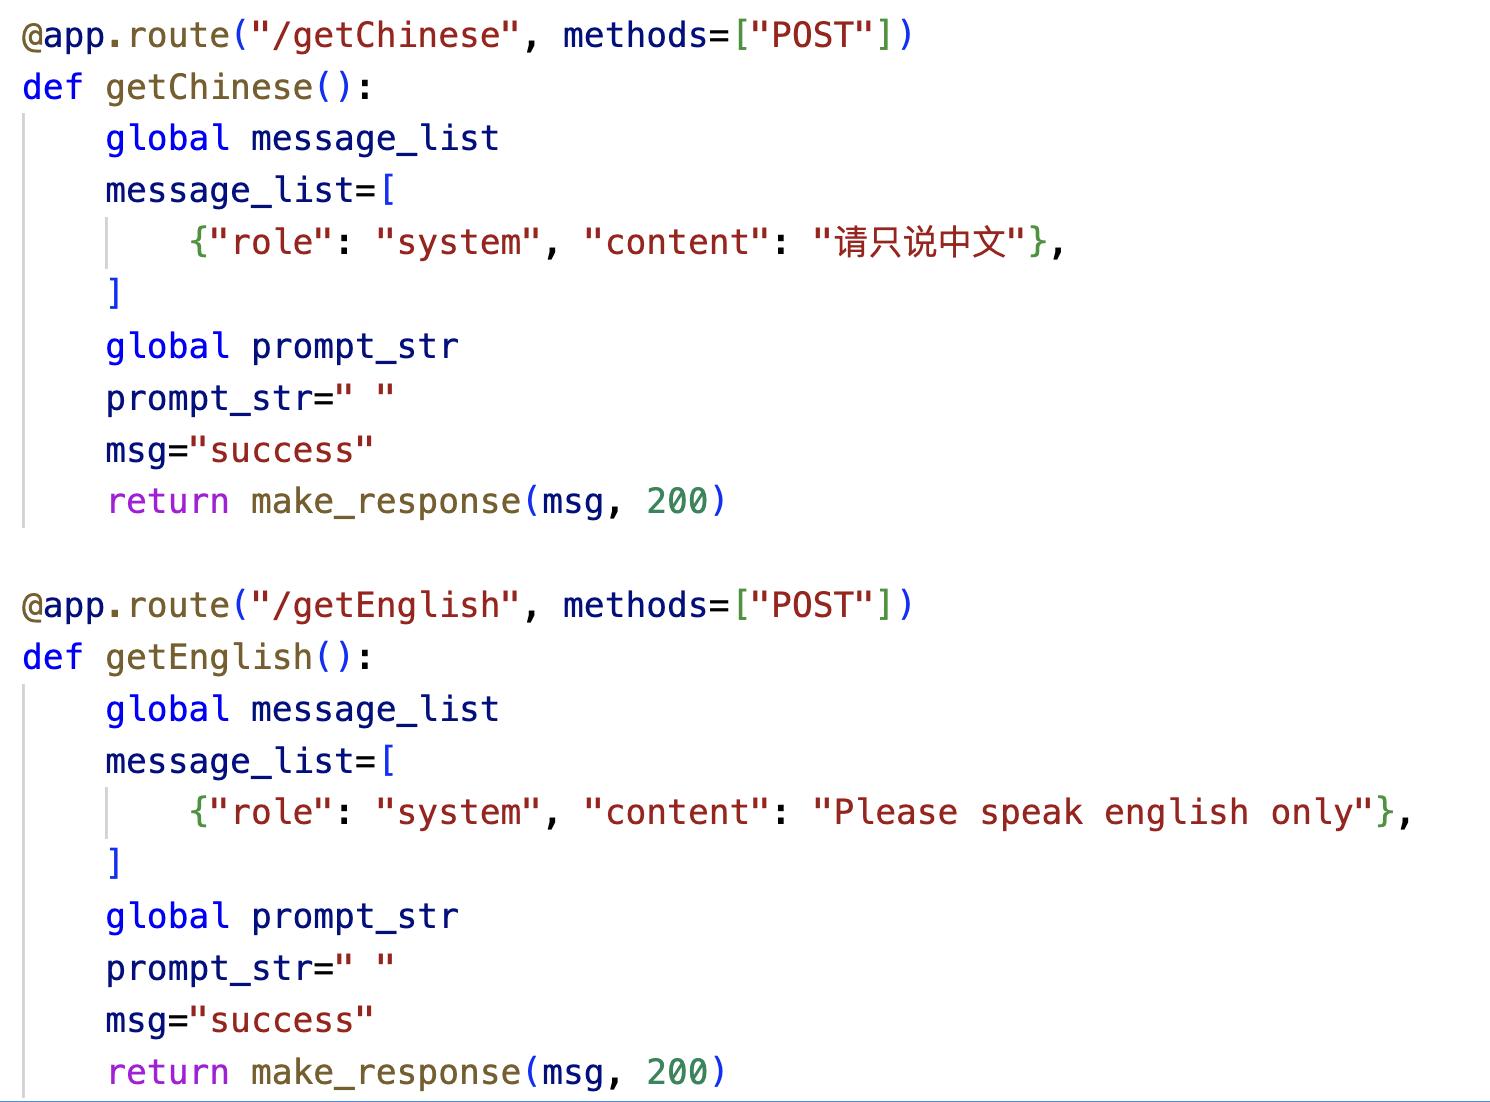 @app.route("/getChinese", methods=["POST"])
def getChinese():
    global message_list
    message_list=[
        {"role": "system", "content": "请只说中文"},
    ]
    global prompt_str
    prompt_str=" "
    msg="success"
    return make_response(msg, 200)

@app.route("/getEnglish", methods=["POST"])
def getEnglish():
    global message_list
    message_list=[
        {"role": "system", "content": "Please speak english only"},
    ]
    global prompt_str
    prompt_str=" "
    msg="success"
    return make_response(msg, 200)